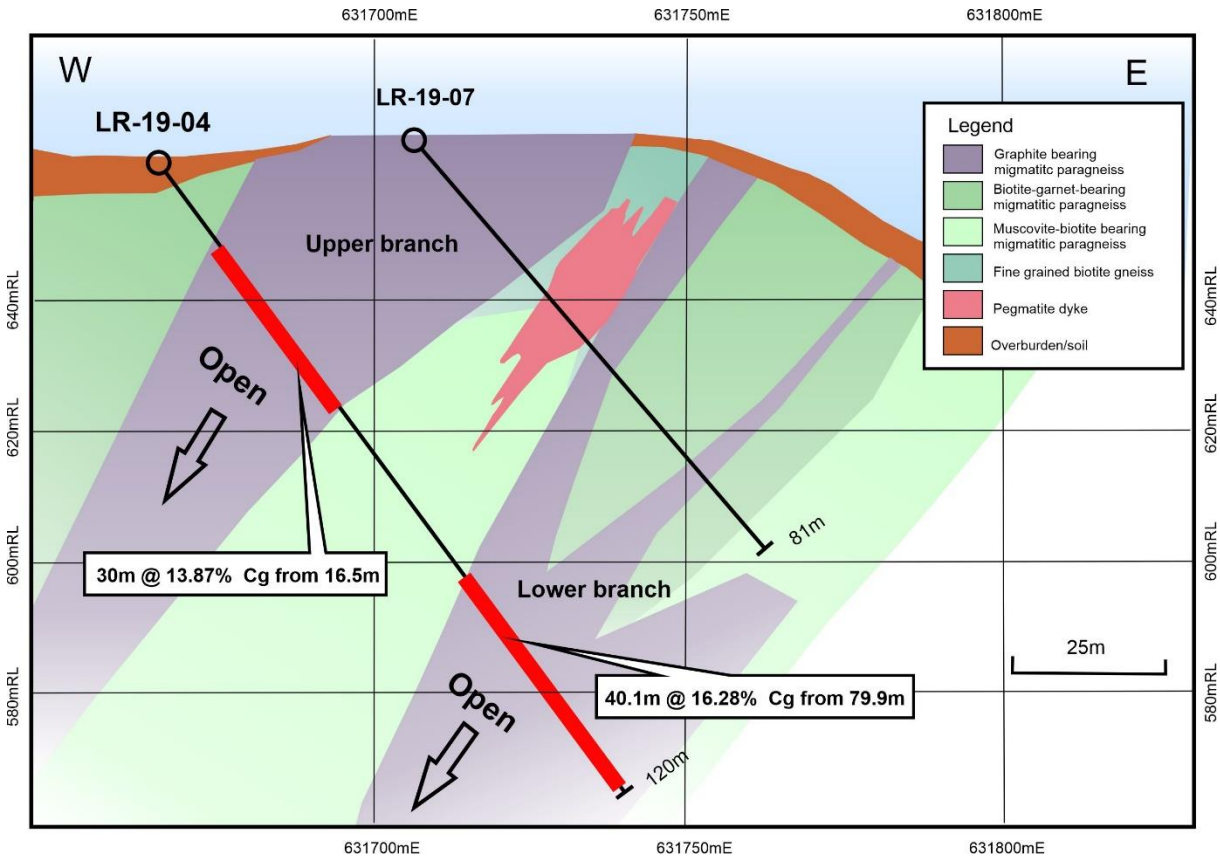 631700mE
631750mE
631800mE
W
E
LR-19-04
LR-19-07
Legend
Graphite bearing
migmatitc paragneiss
Biotite-garnet-bearing
migmatitic paragneiss
Muscovite-biotite bearing
migmatitic paragneiss
Fine grained biotite gneiss
Pegmatite dyke
Overburden/soil
Upper branch
640mRL
640mRL
Open
620mRL
620mRL
81m
600mRL
600mRL
30m @ 13.87% Cg from 16.5m
Lower branch
25m
580mRL
580mRL
Open
40.1m @ 16.28% Cg from 79.9m
120m
631700mE
631750mE
631800mE